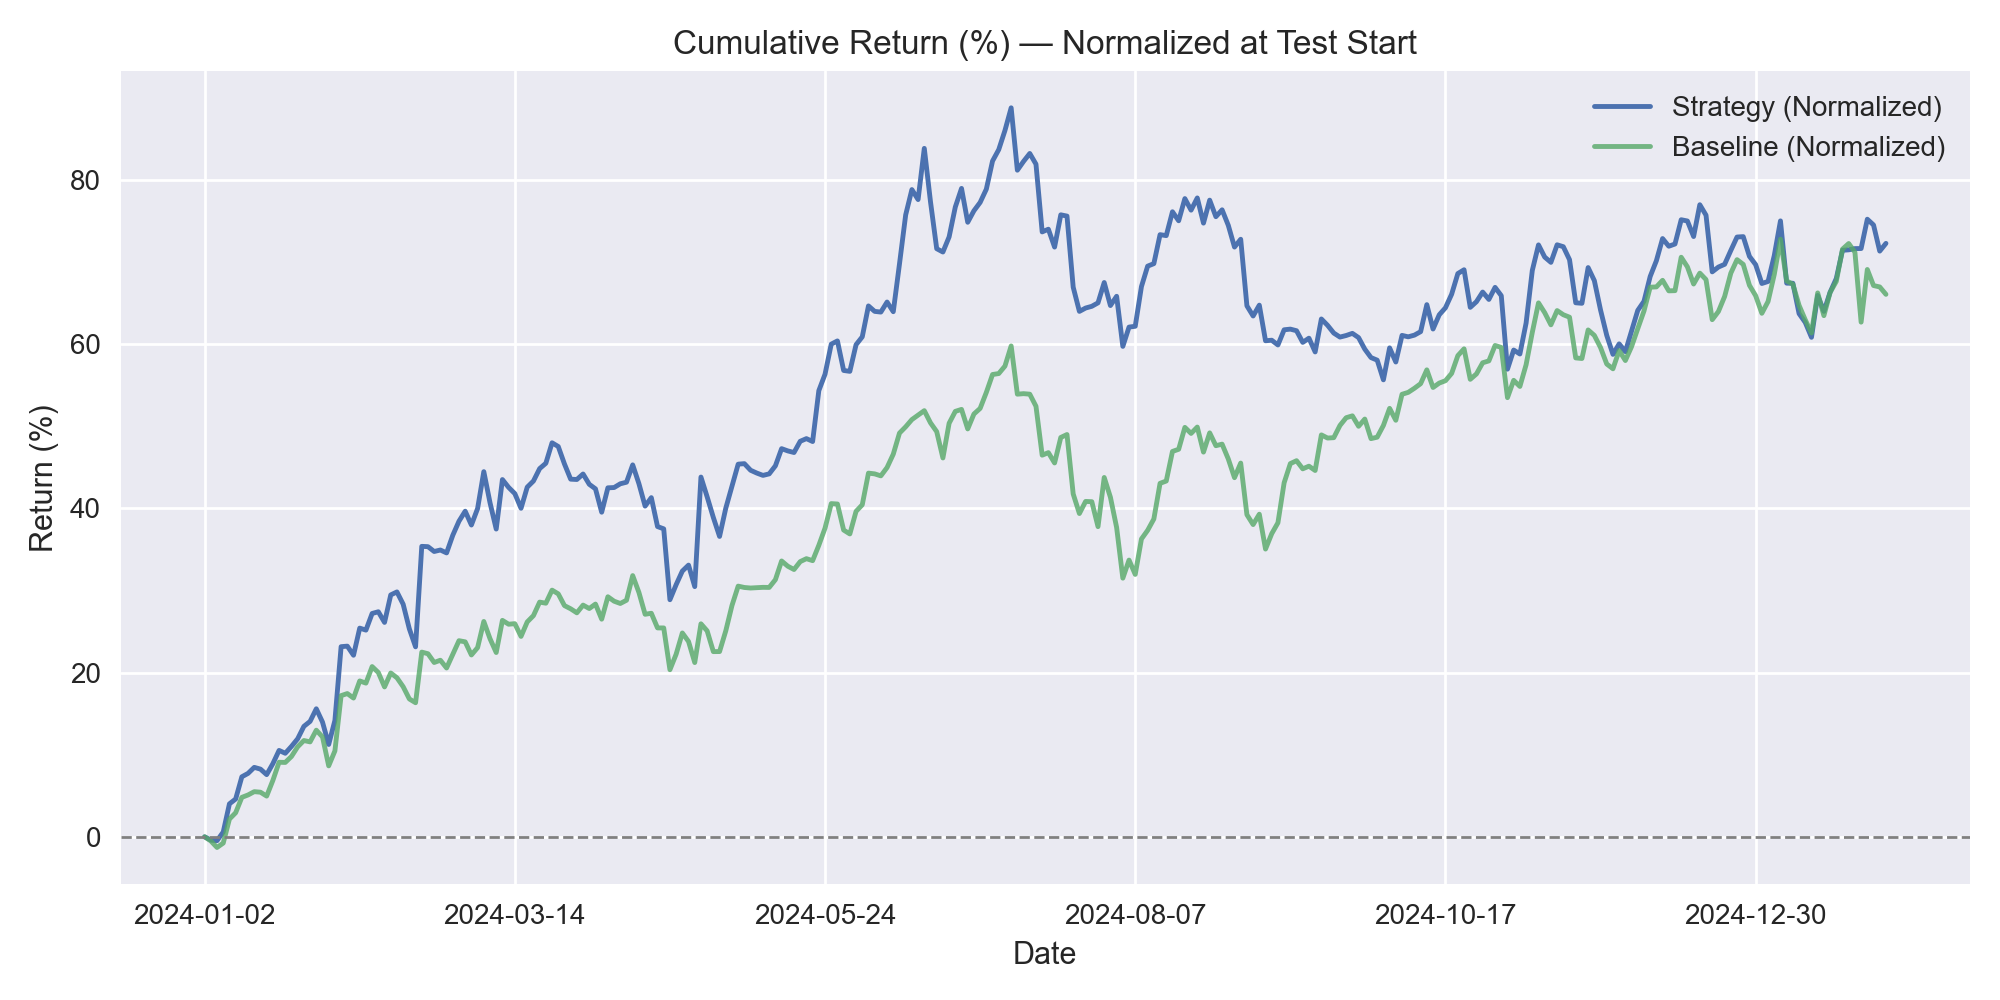 Cumulative Return (%) — Normalized at Test Start
Strategy (Normalized)
Baseline (Normalized)
Return (%)
80
60
40
20
0
2024-01-02
2024-03-14
2024-05-24
2024-08-07
2024-10-17
2024-12-30
Date